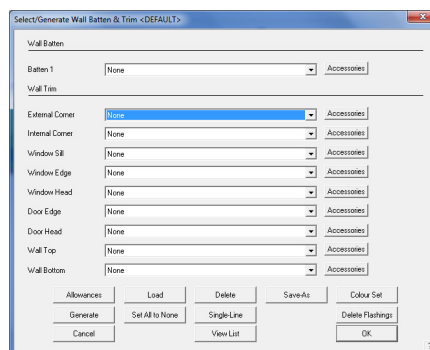 Select/Generate Wall Batten & Trim <DEFAULT>
Wall Batten
Batten 1 None Accessories
Wall Trim
External Corner None Accessories
Internal Corner None Accessories
Window Sill None Accessories
Window Edge None Accessories
Window Head None Accessories
Door Edge None Accessories
Door Head None Accessories
Wall Top None Accessories
Wall Bottom None Accessories
Allowances Load Delete Save-As Colour Set
Generate Set All to None Single-Line Delete Flashings
Cancel View List OK
?